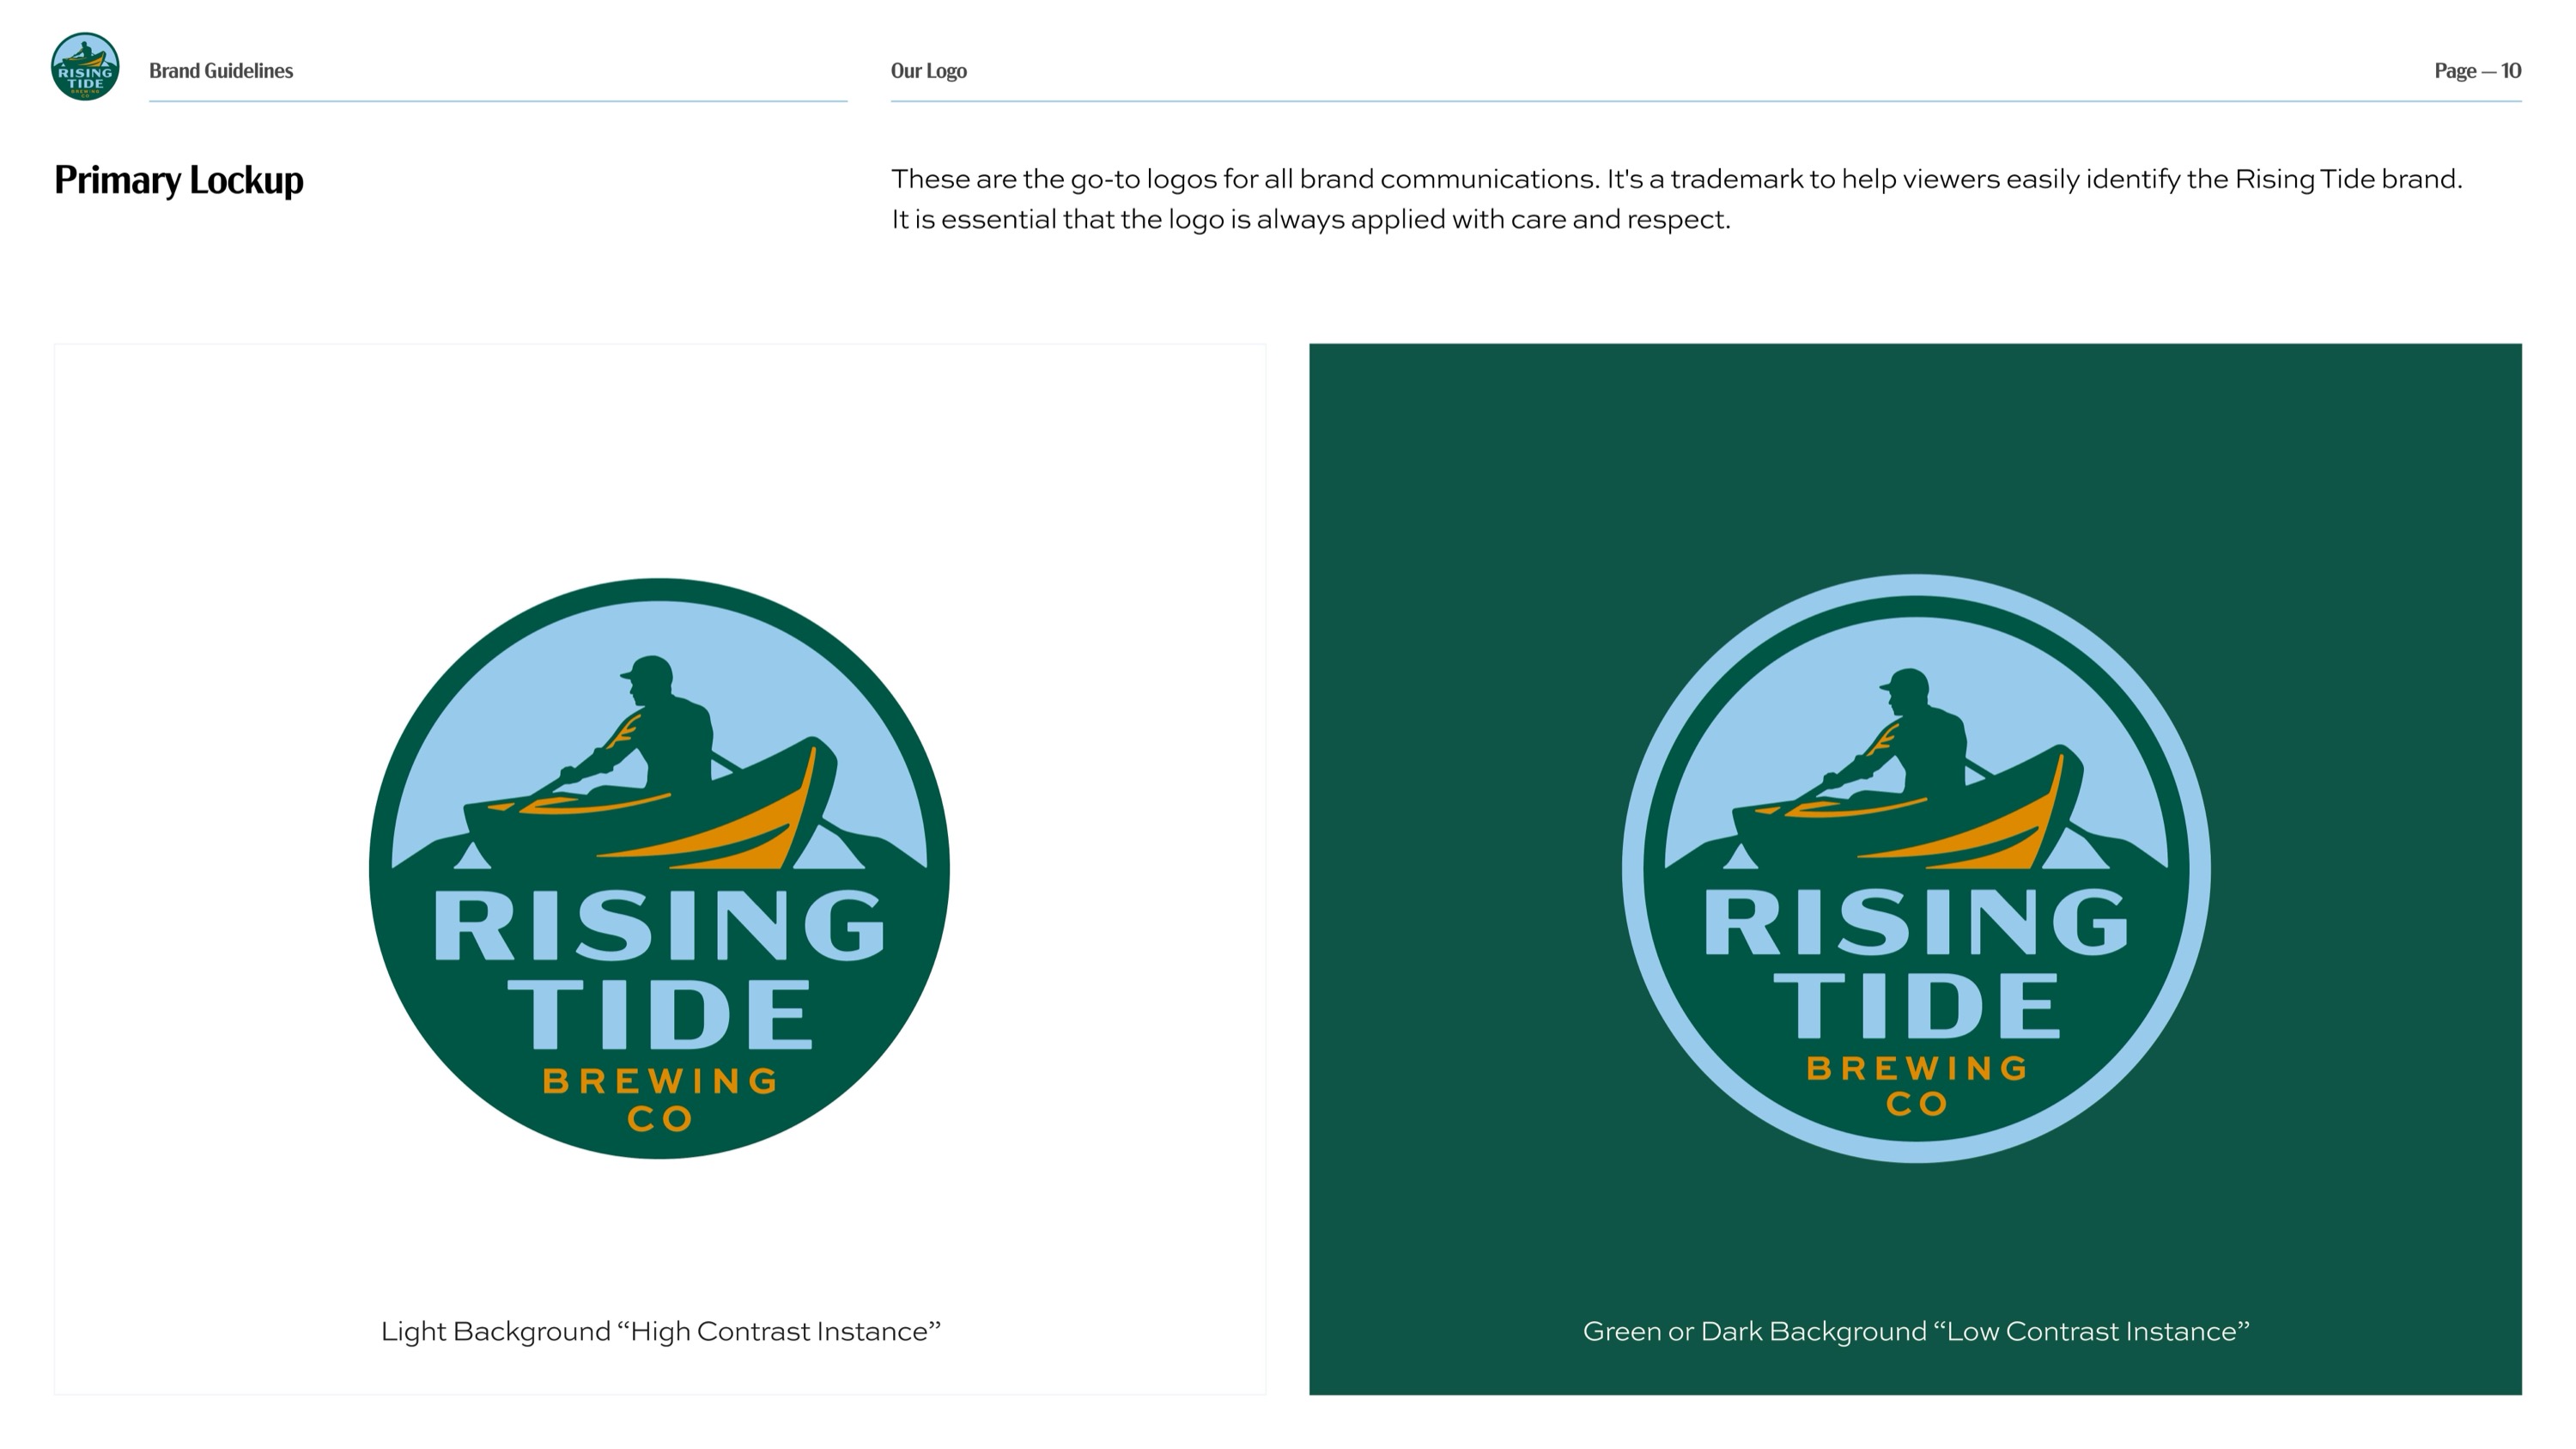 RISING
TIDE
BREWING
CO
Brand Guidelines
Our Logo
Page — 10
Primary Lockup
These are the go-to logos for all brand communications. It's a trademark to help viewers easily identify the Rising Tide brand.
It is essential that the logo is always applied with care and respect.
RISING
TIDE
BREWING
CO
Light Background “High Contrast Instance”
RISING
TIDE
BREWING
CO
Green or Dark Background “Low Contrast Instance”